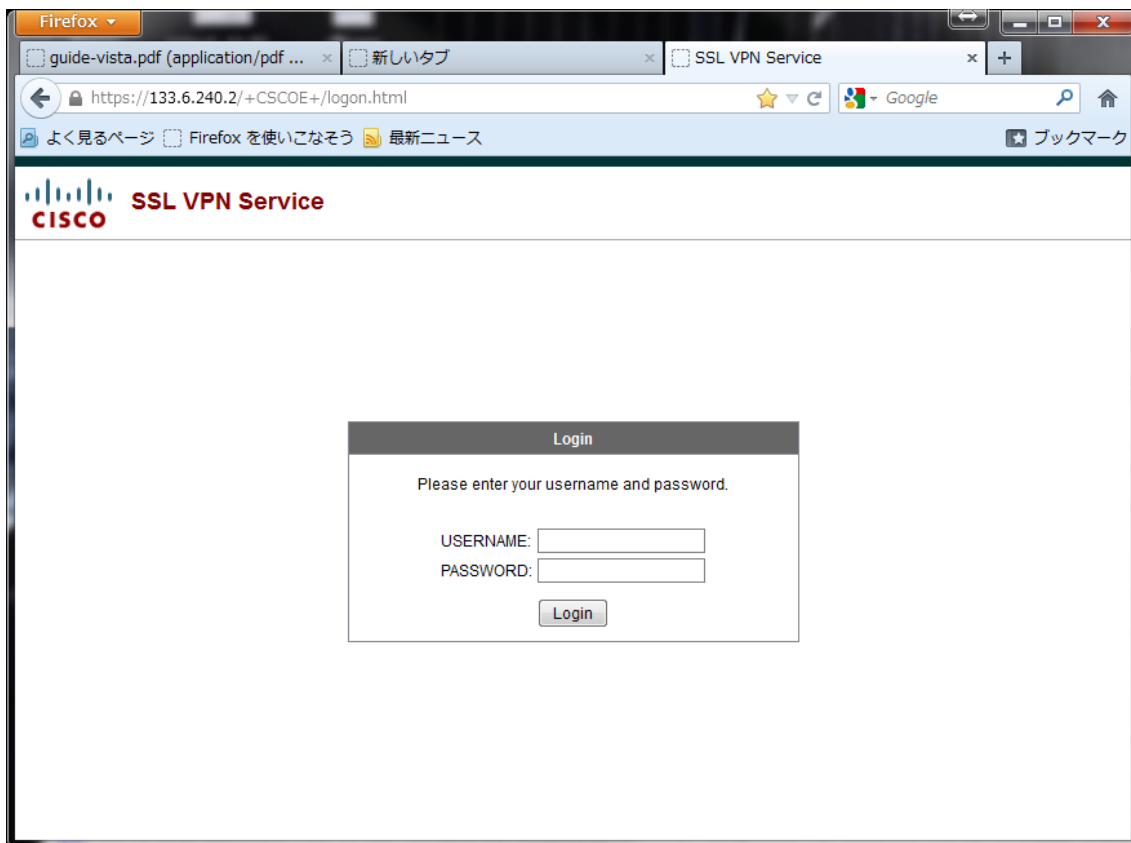 Firefox
guide-vista.pdf (application/pdf ... 新しいタブ SSL VPN Service
https://133.6.240.2/+CSCOE+/logon.html Google
よく見るページ Firefox を使いこなそう 最新ニュース ブックマーク
CISCO SSL VPN Service
Login
Please enter your username and password.
USERNAME:
PASSWORD:
Login